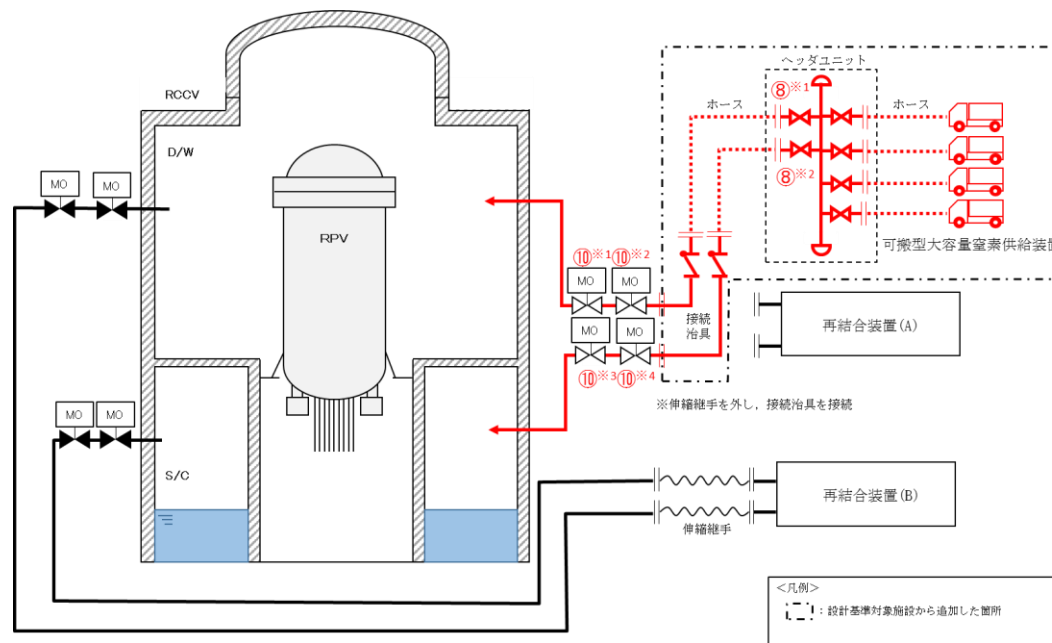 ヘッダユニット
RCCV
⑧※1
ホース
ホース
D/W
MO
MO
⑧※2
RPV
可搬型大容量窒素供給装置
⑩※1
⑩※2
MO
MO
接続
治具
再結合装置(A)
MO
MO
⑩※3
⑩※4
※伸縮継手を外し，接続治具を接続
MO
MO
S/C
再結合装置(B)
伸縮継手
＜凡例＞
：設計基準対象施設から追加した箇所